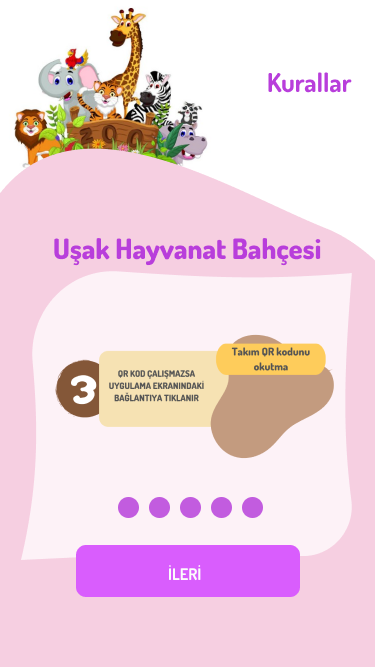 ZOO
Kurallar
Uşak Hayvanat Bahçesi
3
QR KOD ÇALIŞMAZSA
UYGULAMA EKRANINDAKİ
BAĞLANTIYA TIKLANIR
Takım QR kodunu
okutma
İLERİ